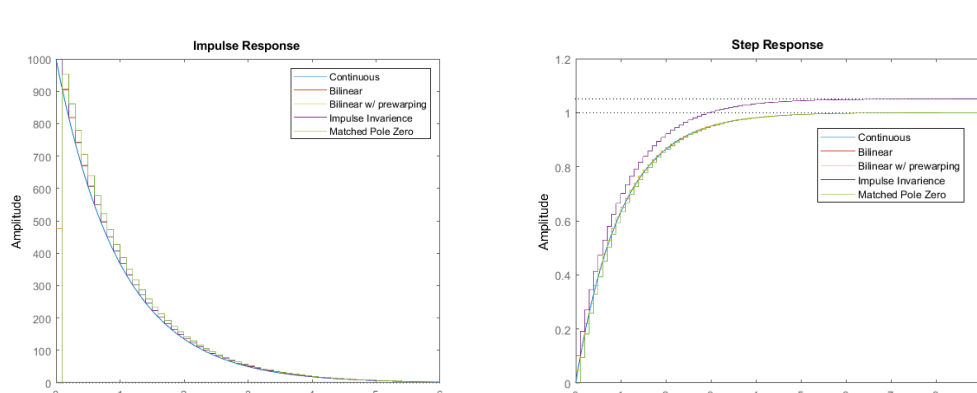 Impulse Response
1000
900
800
700
600
500
400
300
200
100
0
Amplitude
Continuous
Bilinear
Bilinear w/ prewarping
Impulse Invarience
Matched Pole Zero
Step Response
1.2
1
0.8
0.6
0.4
0.2
0
Amplitude
Continuous
Bilinear
Bilinear w/ prewarping
Impulse Invarience
Matched Pole Zero